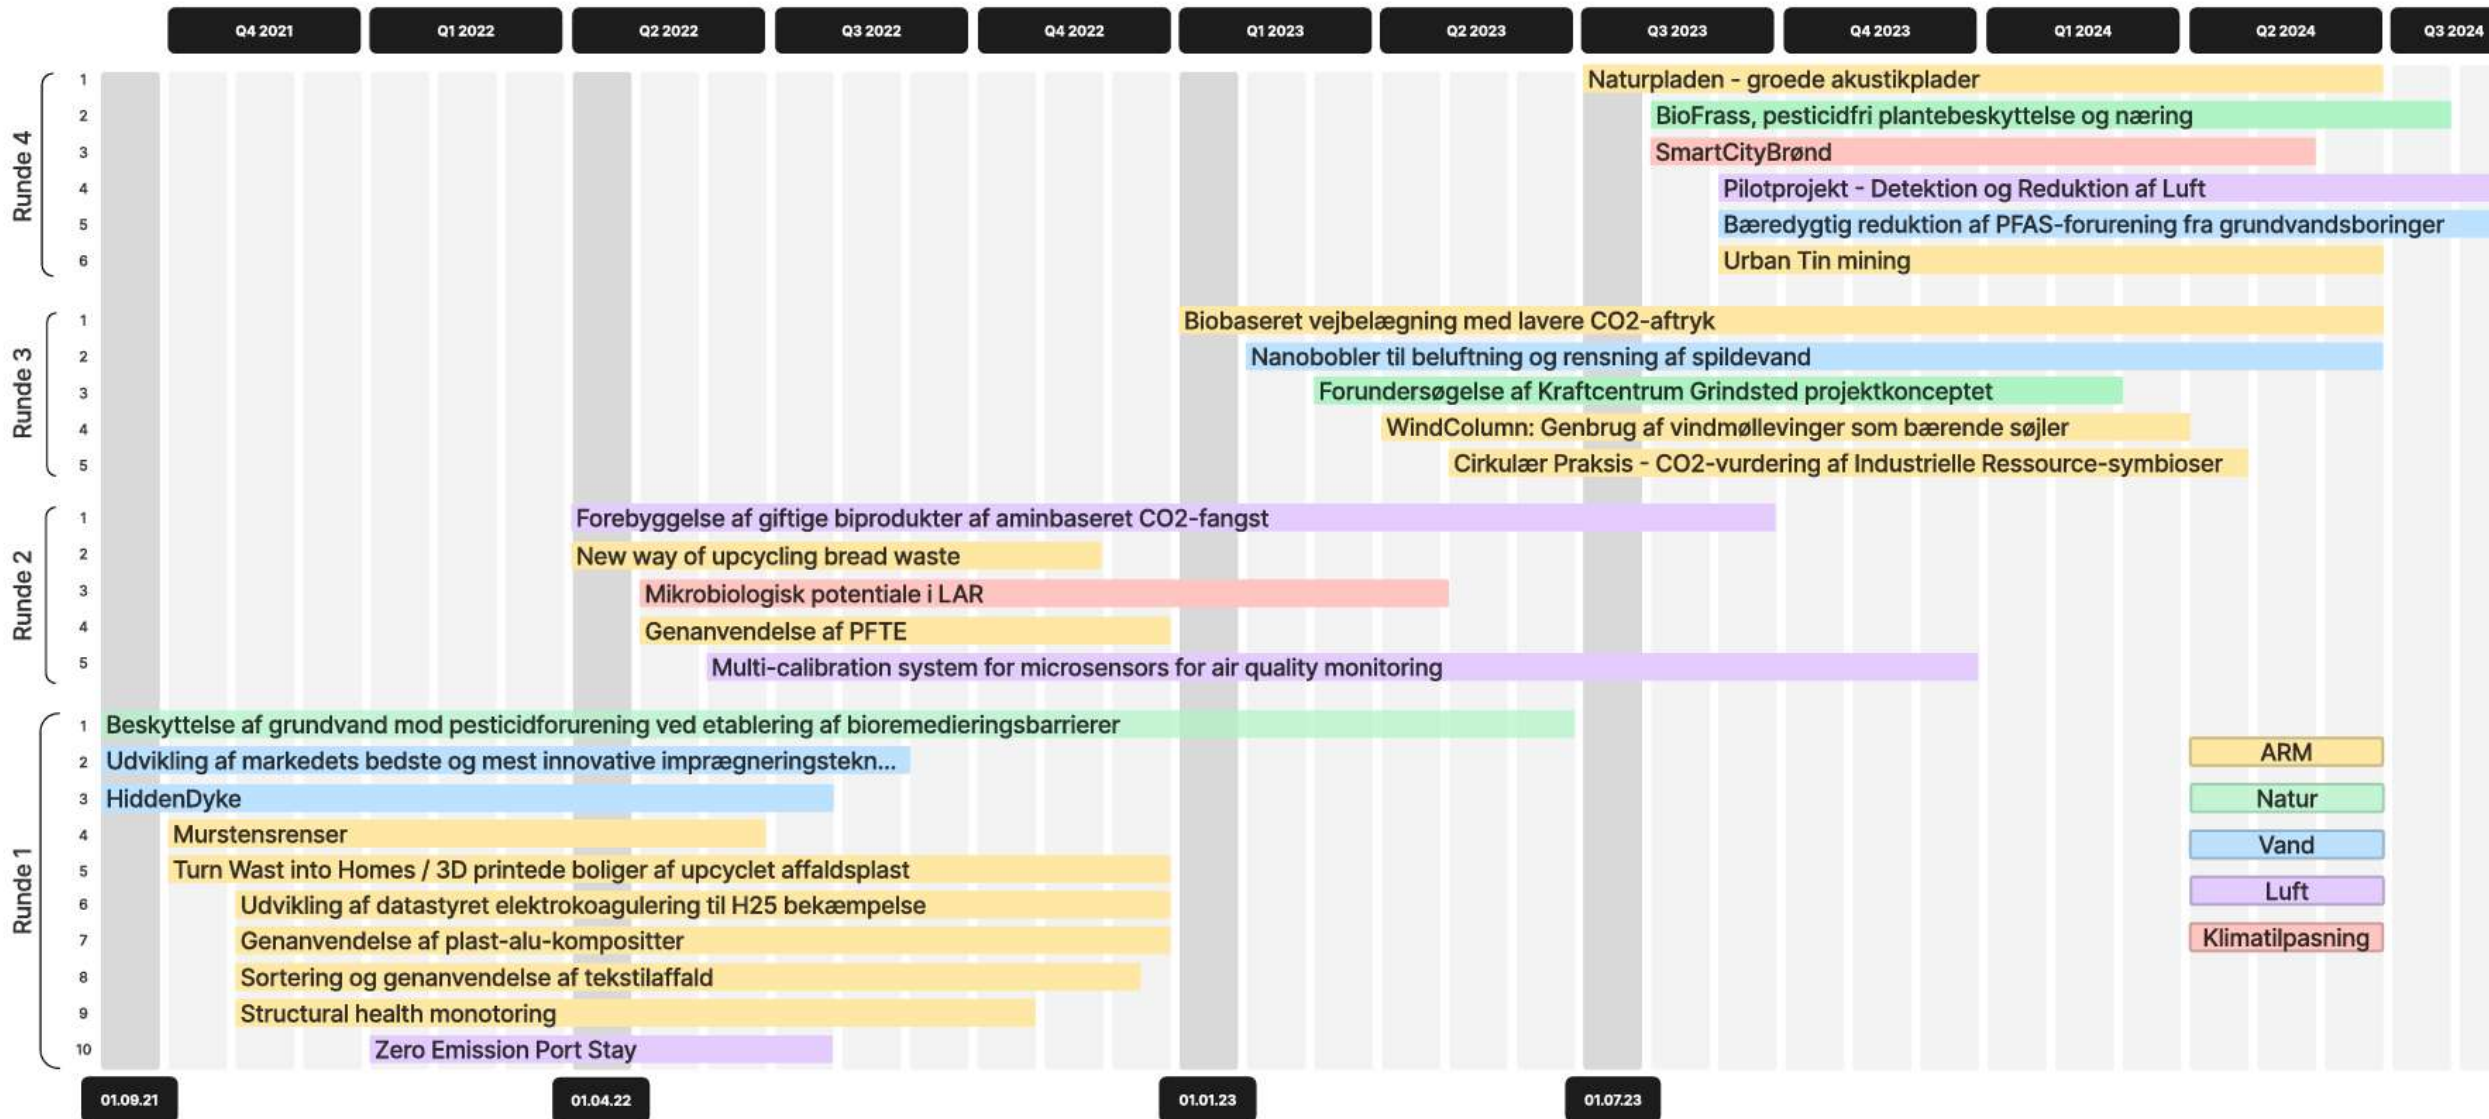 Q4 2021 Q1 2022 Q2 2022 Q3 2022 Q4 2022 Q1 2023 Q2 2023 Q3 2023 Q4 2023 Q1 2024 Q2 2024 Q3 2024
Runde 4
1 Naturpladen - groede akustikplader
2 BioFrass, pesticidfri plantebeskyttelse og næring
3 SmartCityBrønd
4 Pilotprojekt - Detektion og Reduktion af Luft
5 Bæredygtig reduktion af PFAS-forurening fra grundvandsboringer
6 Urban Tin mining
Runde 3
1 Biobaseret vejbelægning med lavere CO2-aftryk
2 Nanobobler til beluftning og rensning af spildevand
3 Forundersøgelse af Kraftcentrum Grindsted projektkonceptet
4 WindColumn: Genbrug af vindmøllevinger som bærende søjler
5 Cirkulær Praksis - CO2-vurdering af Industrielle Ressource-symbioser
Runde 2
1 Forebyggelse af giftige biprodukter af aminbaseret CO2-fangst
2 New way of upcycling bread waste
3 Mikrobiologisk potentiale i LAR
4 Genanvendelse af PFTE
5 Multi-calibration system for microsensors for air quality monitoring
Runde 1
1 Beskyttelse af grundvand mod pesticidforurening ved etablering af bioremedieringsbarrierer
2 Udvikling af markedets bedste og mest innovative imprægneringstekn...
3 HiddenDyke
4 Murstensrenser
5 Turn Wast into Homes / 3D printede boliger af upcyclet affaldsplast
6 Udvikling af datastyret elektrokoagulering til H25 bekæmpelse
7 Genanvendelse af plast-alu-kompositter
8 Sortering og genanvendelse af tekstilaffald
9 Structural health monotoring
10 Zero Emission Port Stay
ARM
Natur
Vand
Luft
Klimatilpasning
01.09.21 01.04.22 01.01.23 01.07.23